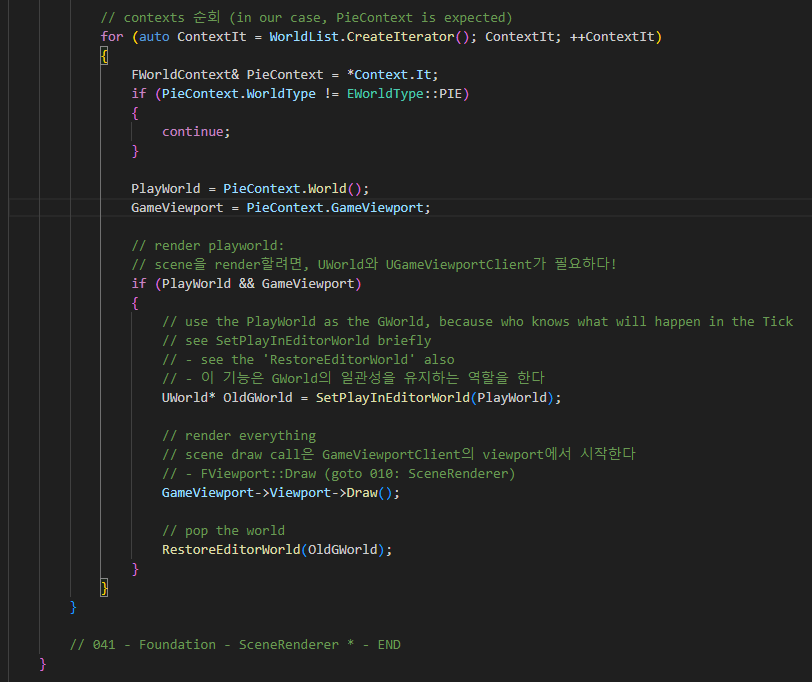 // contexts 순회 (in our case, PieContext is expected)
for (auto ContextIt = WorldList.CreateIterator(); ContextIt; ++ContextIt)
{
FWorldContext& PieContext = *Context.It;
if (PieContext.WorldType != EWorldType::PIE)
{
continue;
}
PlayWorld = PieContext.World();
GameViewport = PieContext.GameViewport;
// render playworld:
// scene을 render할려면, UWorld와 UGameViewportClient가 필요하다!
if (PlayWorld && GameViewport)
{
// use the PlayWorld as the GWorld, because who knows what will happen in the Tick
// see SetPlayInEditorWorld briefly
// - see the 'RestoreEditorWorld' also
// - 이 기능은 GWorld의 일관성을 유지하는 역할을 한다
UWorld* OldGWorld = SetPlayInEditorWorld(PlayWorld);
// render everything
// scene draw call은 GameViewportClient의 viewport에서 시작한다
// - FViewport::Draw (goto 010: SceneRenderer)
GameViewport->Viewport->Draw();
// pop the world
RestoreEditorWorld(OldGWorld);
}
}
}
// 041 - Foundation - SceneRenderer * - END
}